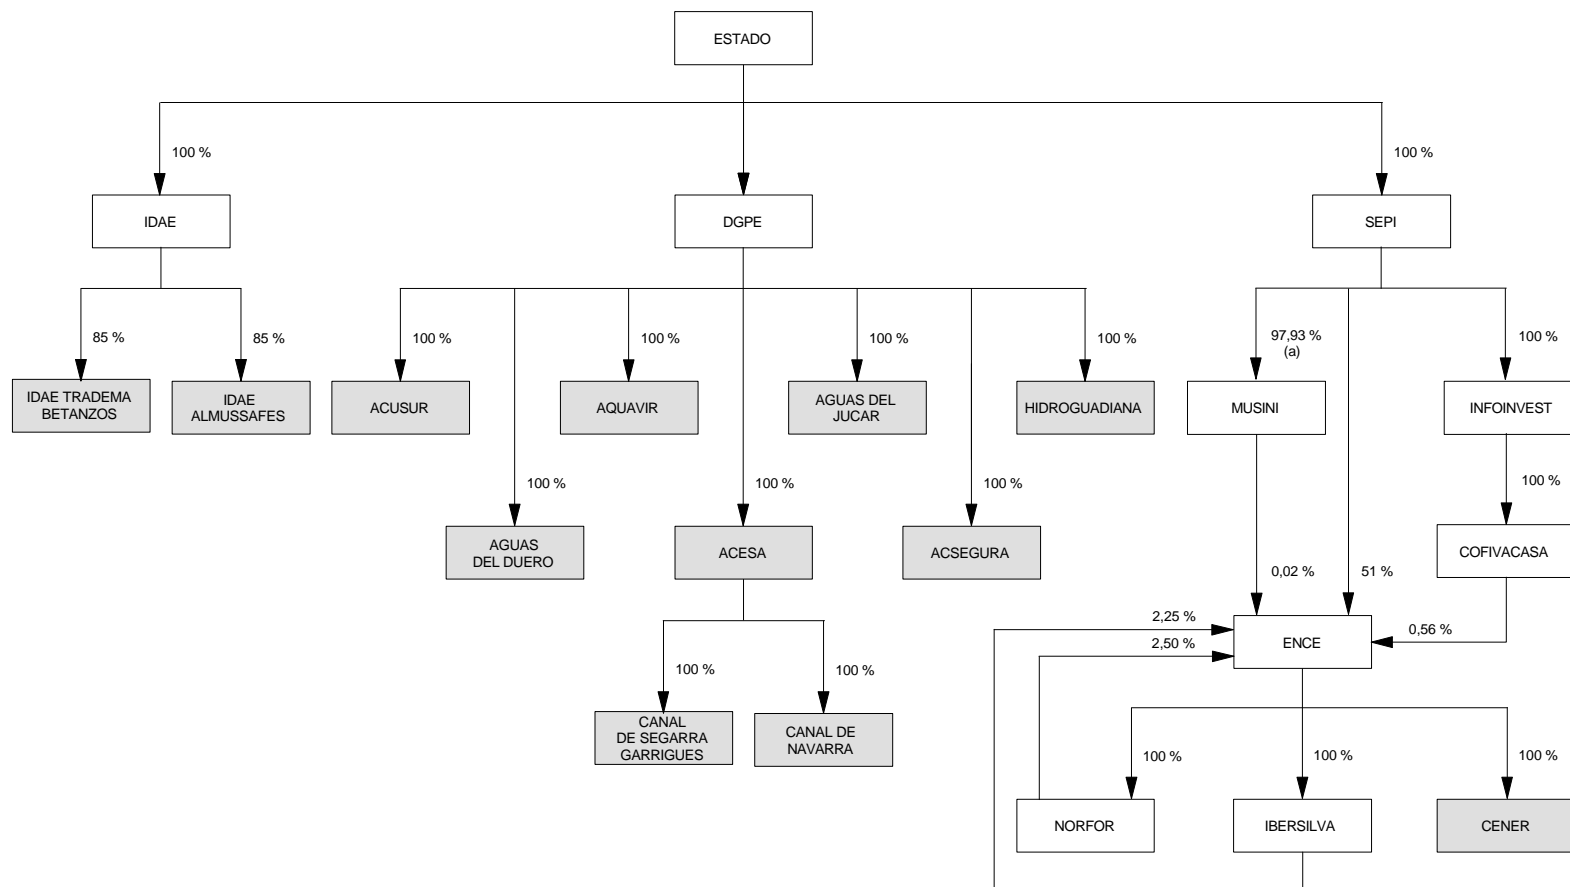 ESTADO
100 %
100 %
IDAE
DGPE
SEPI
85 %
85 %
100 %
100 %
100 %
100 %
97,93 %
(a)
100 %
IDAE TRADEMA
BETANZOS
IDAE
ALMUSSAFES
ACUSUR
AQUAVIR
AGUAS DEL
JUCAR
HIDROGUADIANA
MUSINI
INFOINVEST
100 %
100 %
100 %
100 %
AGUAS
DEL DUERO
ACESA
ACSEGURA
COFIVACASA
0,02 %
51 %
2,25 %
0,56 %
2,50 %
ENCE
100 %
100 %
CANAL
DE SEGARRA
GARRIGUES
CANAL DE
NAVARRA
100 %
100 %
100 %
NORFOR
IBERSILVA
CENER